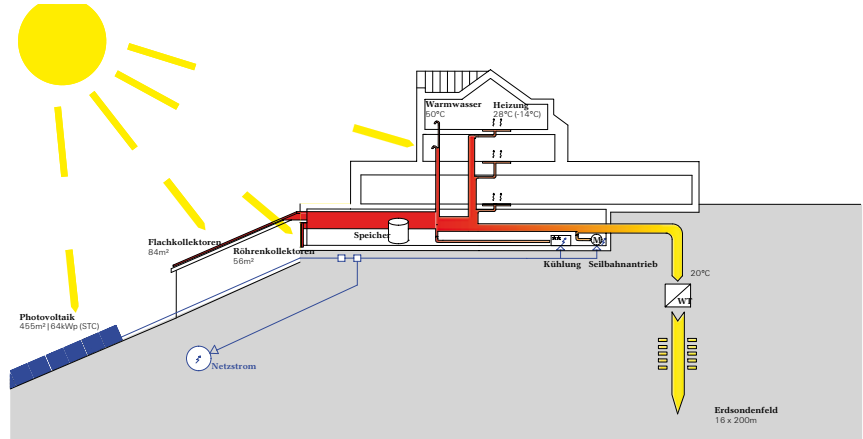 Warmwasser
50°C
Heizung
28°C (-14°C)
Speicher
Flachkollektoren
84m²
Röhrenkollektoren
56m²
Kühlung
Seilbahnantrieb
M
20°C
WT
Photovoltaik
455m² | 64kWp (STC)
Netzstrom
Erdsondenfeld
16 x 200m